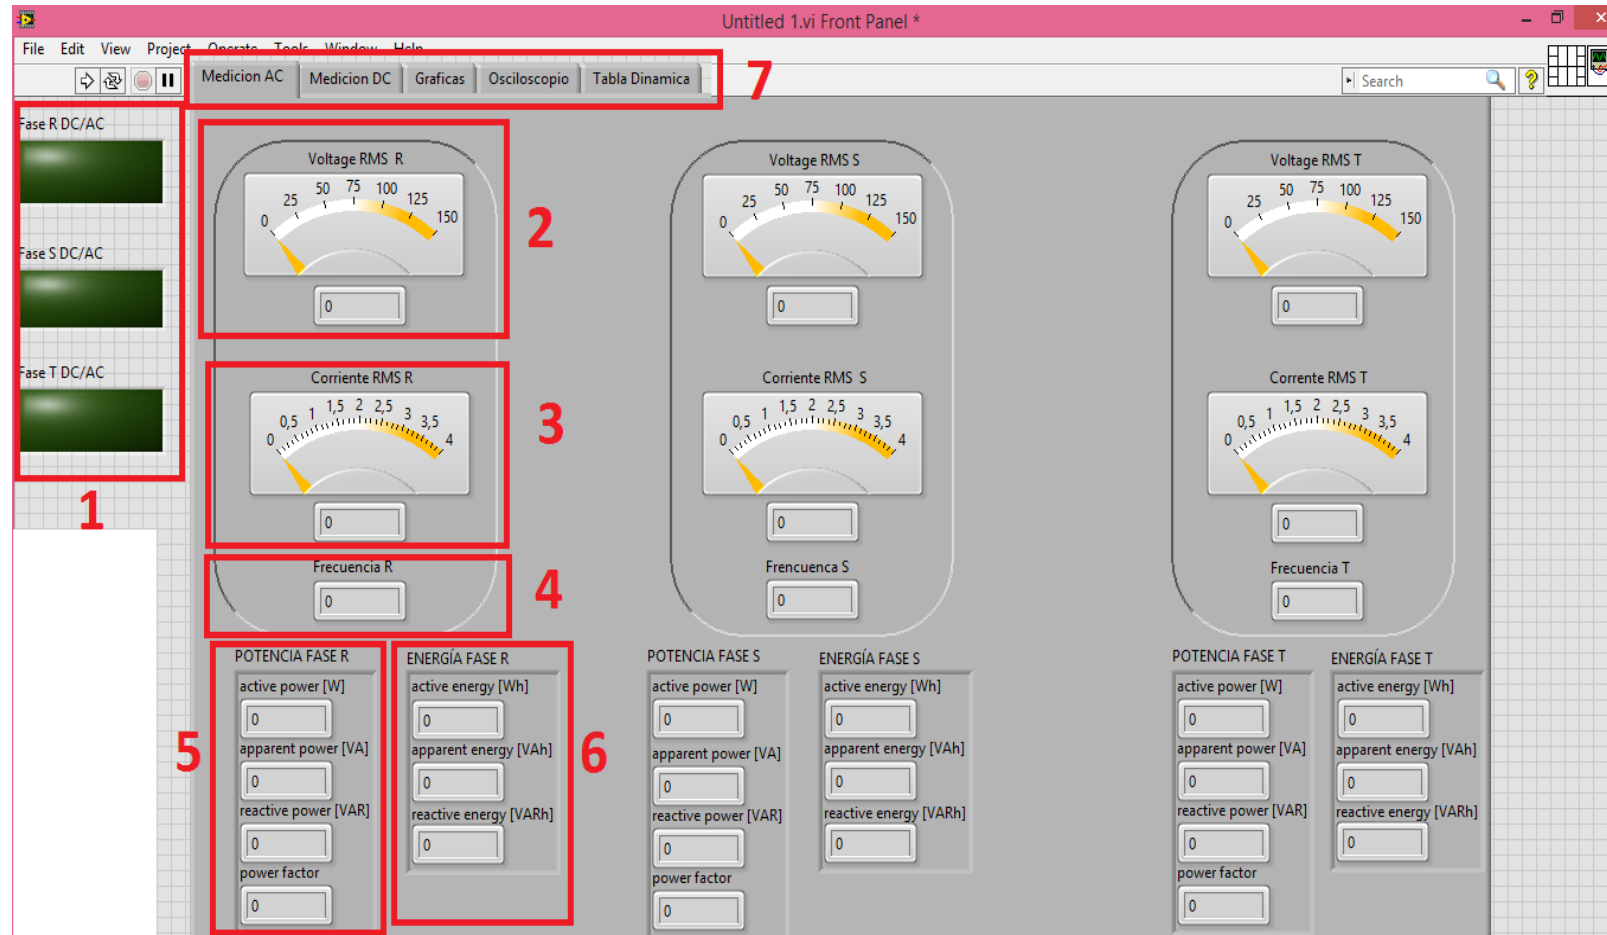 Untitled 1.vi Front Panel *
File Edit View Project Operate Tools Window Help
Medicion AC Medicion DC Graficas Osciloscopio Tabla Dinamica
7
Search
?
Fase R DC/AC
Fase S DC/AC
Fase T DC/AC
1
Voltage RMS R
0 25 50 75 100 125 150
0
2
Corriente RMS R
0 0,5 1 1,5 2 2,5 3 3,5 4
0
3
Frecuencia R
0
4
Voltage RMS S
0 25 50 75 100 125 150
0
Corriente RMS S
0 0,5 1 1,5 2 2,5 3 3,5 4
0
Frencuenca S
0
Voltage RMS T
0 25 50 75 100 125 150
0
Corrente RMS T
0 0,5 1 1,5 2 2,5 3 3,5 4
0
Frecuencia T
0
POTENCIA FASE R
active power [W]
0
apparent power [VA]
0
reactive power [VAR]
0
power factor
0
5
ENERGÍA FASE R
active energy [Wh]
0
apparent energy [VAh]
0
reactive energy [VARh]
0
6
POTENCIA FASE S
active power [W]
0
apparent power [VA]
0
reactive power [VAR]
0
power factor
0
ENERGÍA FASE S
active energy [Wh]
0
apparent energy [VAh]
0
reactive energy [VARh]
0
POTENCIA FASE T
active power [W]
0
apparent power [VA]
0
reactive power [VAR]
0
power factor
0
ENERGÍA FASE T
active energy [Wh]
0
apparent energy [VAh]
0
reactive energy [VARh]
0